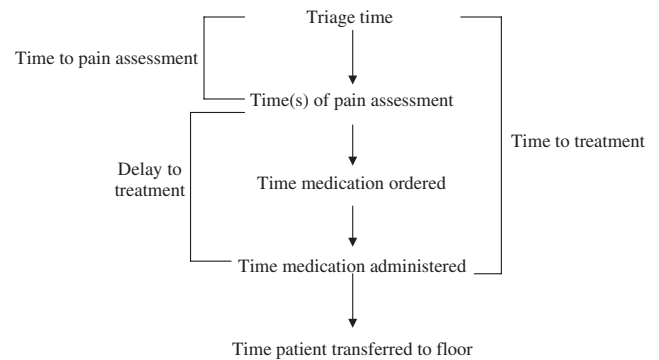 Triage time
Time to pain assessment
Time(s) of pain assessment
Time to treatment
Delay to
treatment
Time medication ordered
Time medication administered
Time patient transferred to floor